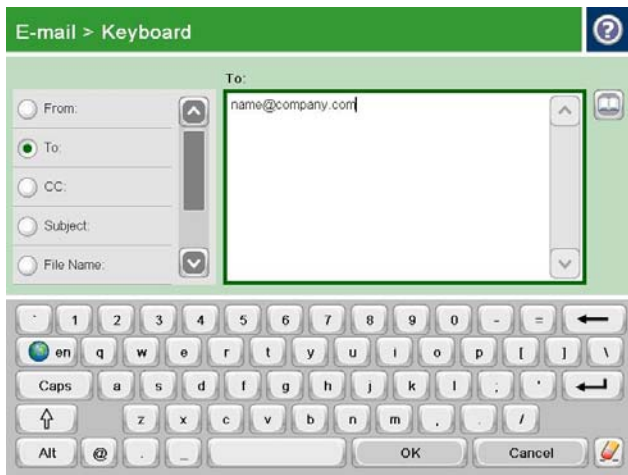 E-mail > Keyboard
?
To:
From:
name@company.com
To:
CC:
Subject:
File Name:
` 1 2 3 4 5 6 7 8 9 0 - =
en q w e r t y u i o p [ ] \
Caps a s d f g h j k l ; '
z x c v b n m , . /
Alt @ . _ OK Cancel